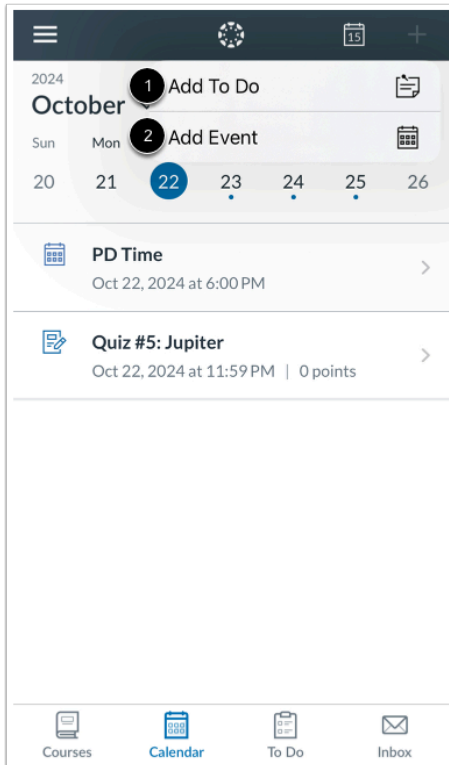 15
2024
1 Add To Do
October
2 Add Event
Sun Mon
20 21 22 23 24 25 26
PD Time
Oct 22, 2024 at 6:00 PM
Quiz #5: Jupiter
Oct 22, 2024 at 11:59 PM | 0 points
Courses Calendar To Do Inbox